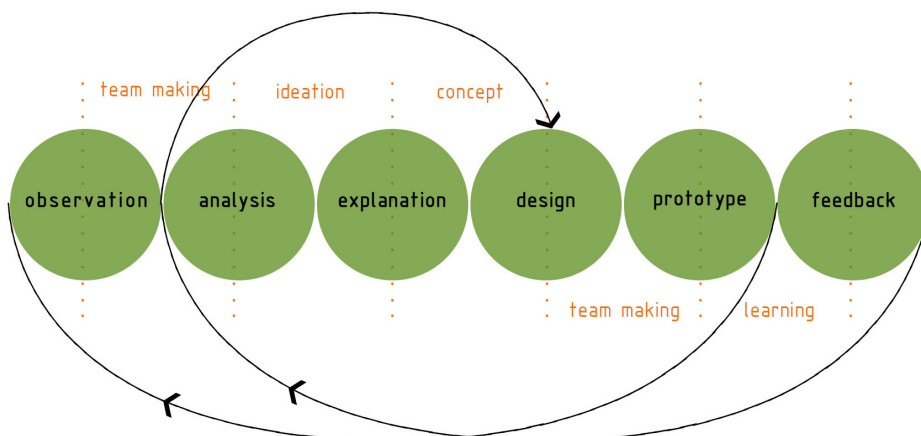 team making ideation concept
observation analysis explanation design prototype feedback
team making learning